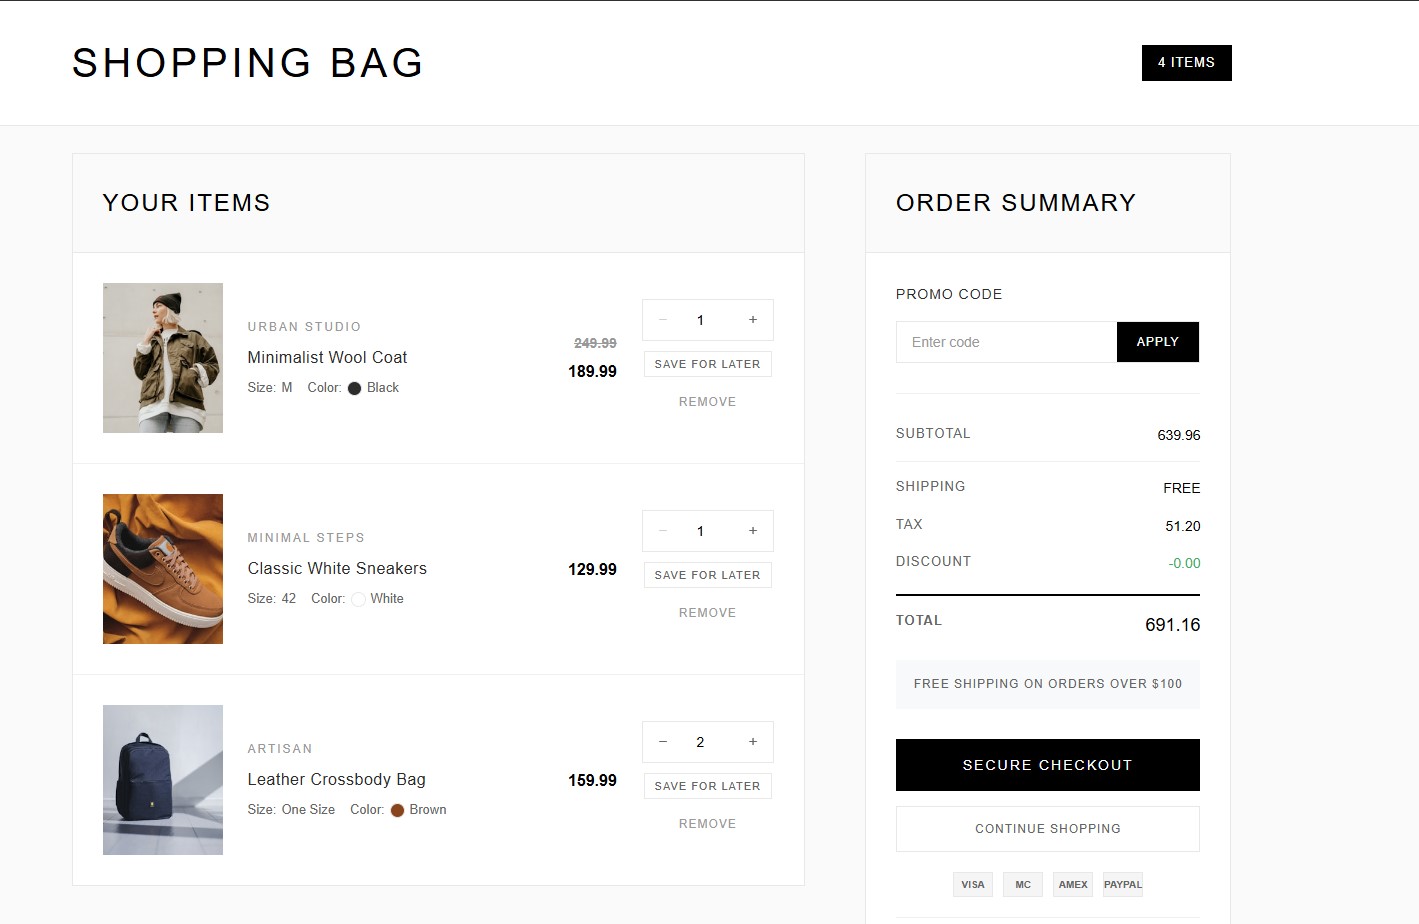 SHOPPING BAG
4 ITEMS
YOUR ITEMS
URBAN STUDIO
Minimalist Wool Coat
Size: M Color: Black
249.99
189.99
− 1 +
SAVE FOR LATER
REMOVE
MINIMAL STEPS
Classic White Sneakers
Size: 42 Color: White
129.99
− 1 +
SAVE FOR LATER
REMOVE
ARTISAN
Leather Crossbody Bag
Size: One Size Color: Brown
159.99
− 2 +
SAVE FOR LATER
REMOVE
ORDER SUMMARY
PROMO CODE
Enter code APPLY
SUBTOTAL 639.96
SHIPPING FREE
TAX 51.20
DISCOUNT -0.00
TOTAL 691.16
FREE SHIPPING ON ORDERS OVER $100
SECURE CHECKOUT
CONTINUE SHOPPING
VISA MC AMEX PAYPAL